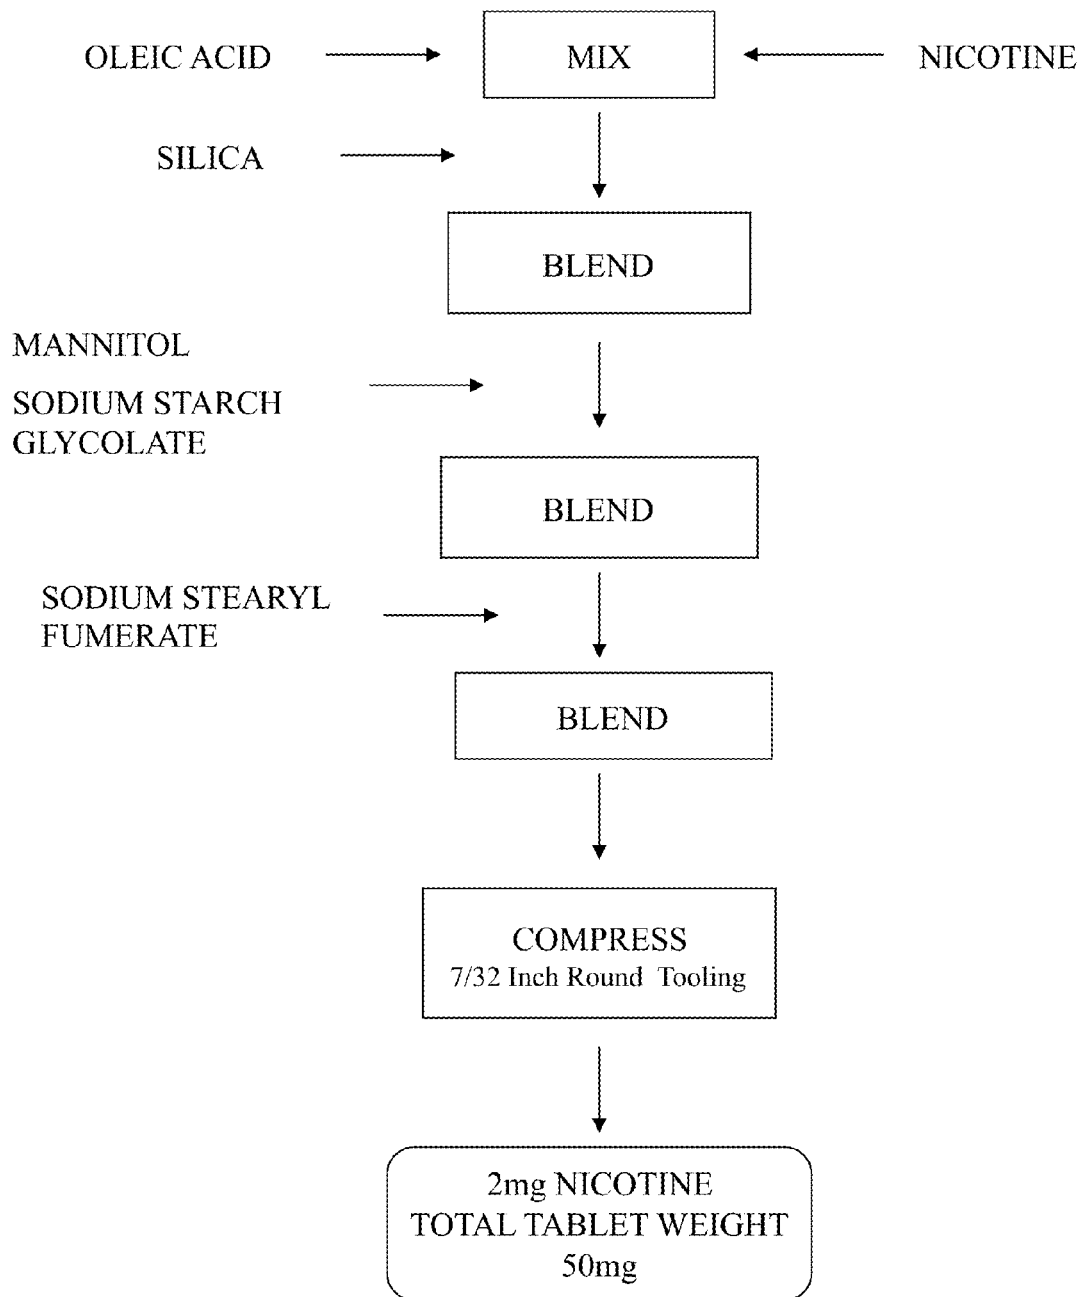 OLEIC ACID
MIX
NICOTINE
SILICA
BLEND
MANNITOL
SODIUM STARCH
GLYCOLATE
BLEND
SODIUM STEARYL
FUMERATE
BLEND
COMPRESS
7/32 Inch Round Tooling
2mg NICOTINE
TOTAL TABLET WEIGHT
50mg